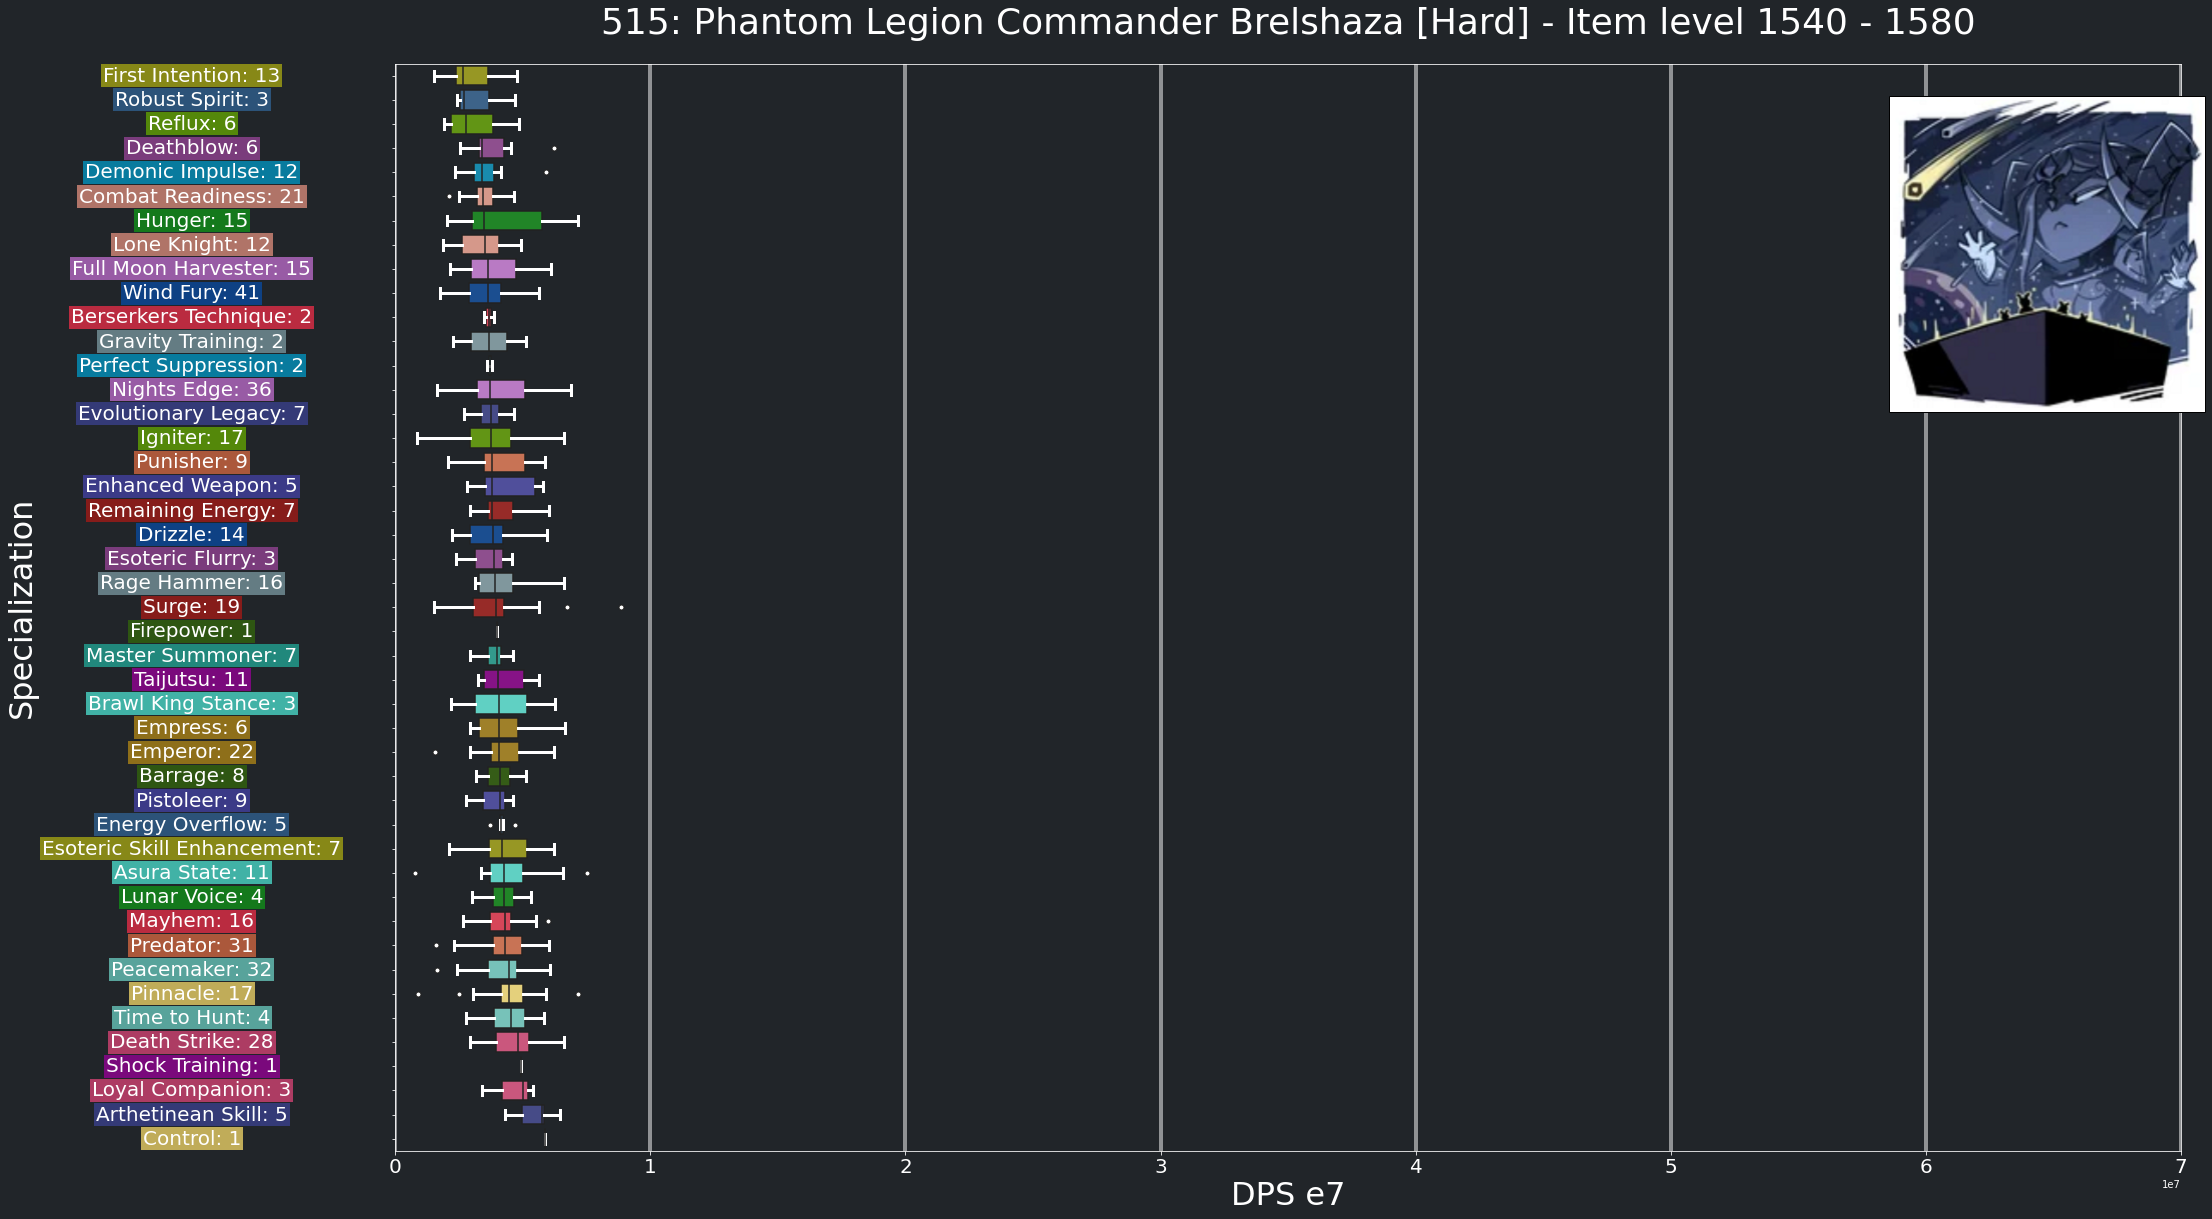 515: Phantom Legion Commander Brelshaza [Hard] - Item level 1540 - 1580
Specialization
First Intention: 13
Robust Spirit: 3
Reflux: 6
Deathblow: 6
Demonic Impulse: 12
Combat Readiness: 21
Hunger: 15
Lone Knight: 12
Full Moon Harvester: 15
Wind Fury: 41
Berserkers Technique: 2
Gravity Training: 2
Perfect Suppression: 2
Nights Edge: 36
Evolutionary Legacy: 7
Igniter: 17
Punisher: 9
Enhanced Weapon: 5
Remaining Energy: 7
Drizzle: 14
Esoteric Flurry: 3
Rage Hammer: 16
Surge: 19
Firepower: 1
Master Summoner: 7
Taijutsu: 11
Brawl King Stance: 3
Empress: 6
Emperor: 22
Barrage: 8
Pistoleer: 9
Energy Overflow: 5
Esoteric Skill Enhancement: 7
Asura State: 11
Lunar Voice: 4
Mayhem: 16
Predator: 31
Peacemaker: 32
Pinnacle: 17
Time to Hunt: 4
Death Strike: 28
Shock Training: 1
Loyal Companion: 3
Arthetinean Skill: 5
Control: 1
0 1 2 3 4 5 6 7
1e7
DPS e7